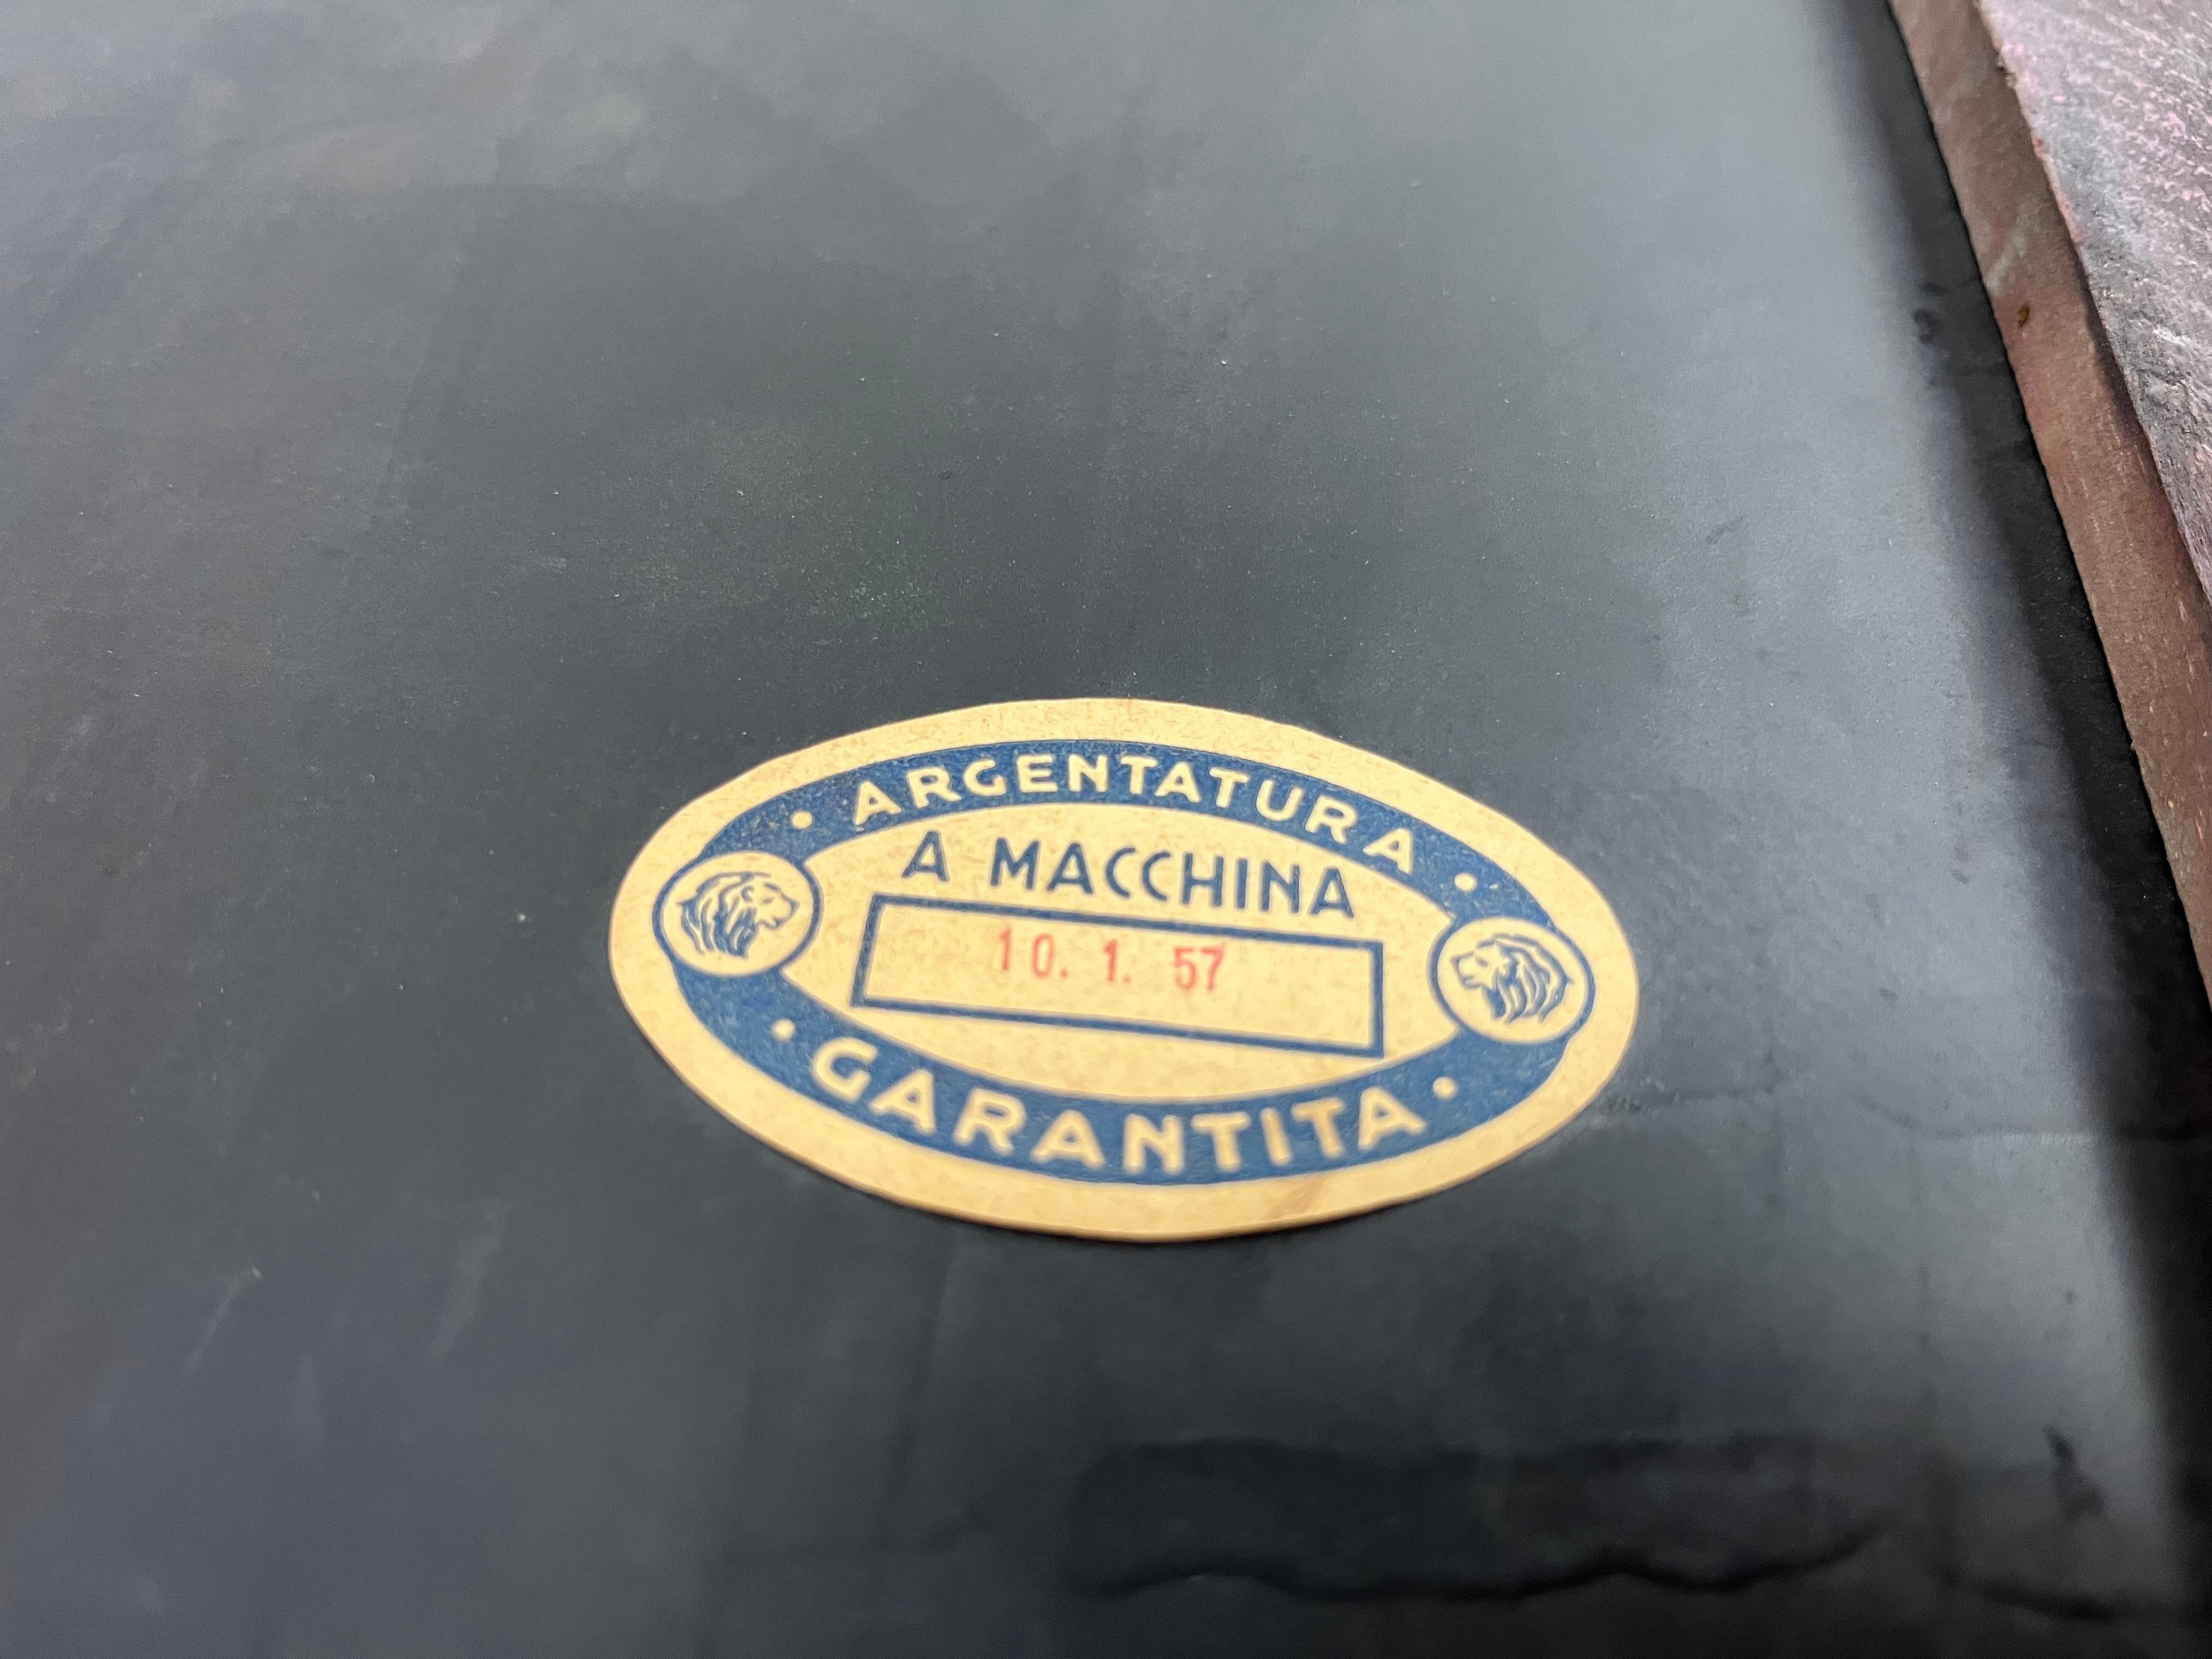 · ARGENTATURA ·
A MACCHINA
10. 1. 57
· GARANTITA ·